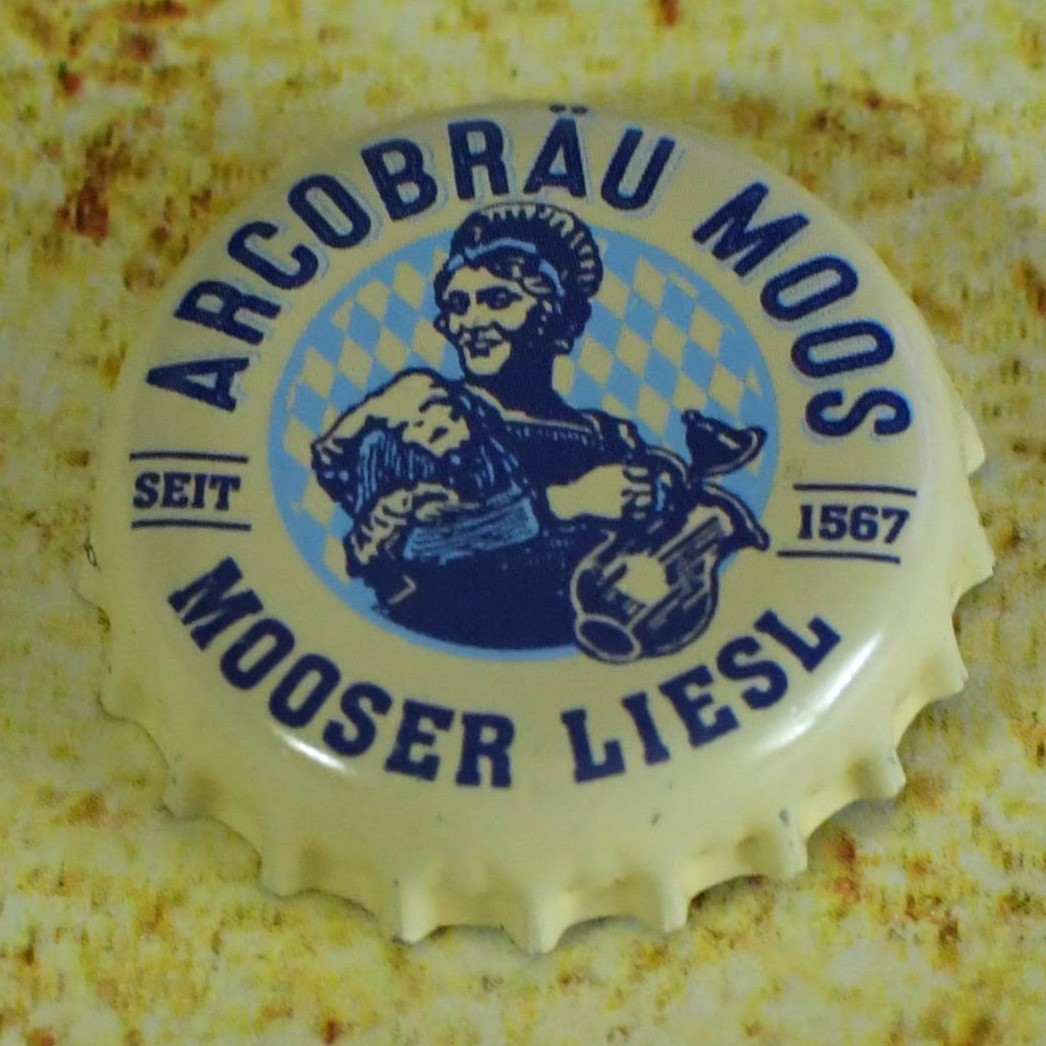 ARCOBRÄU MOOS
SEIT
1567
MOOSER LIESL